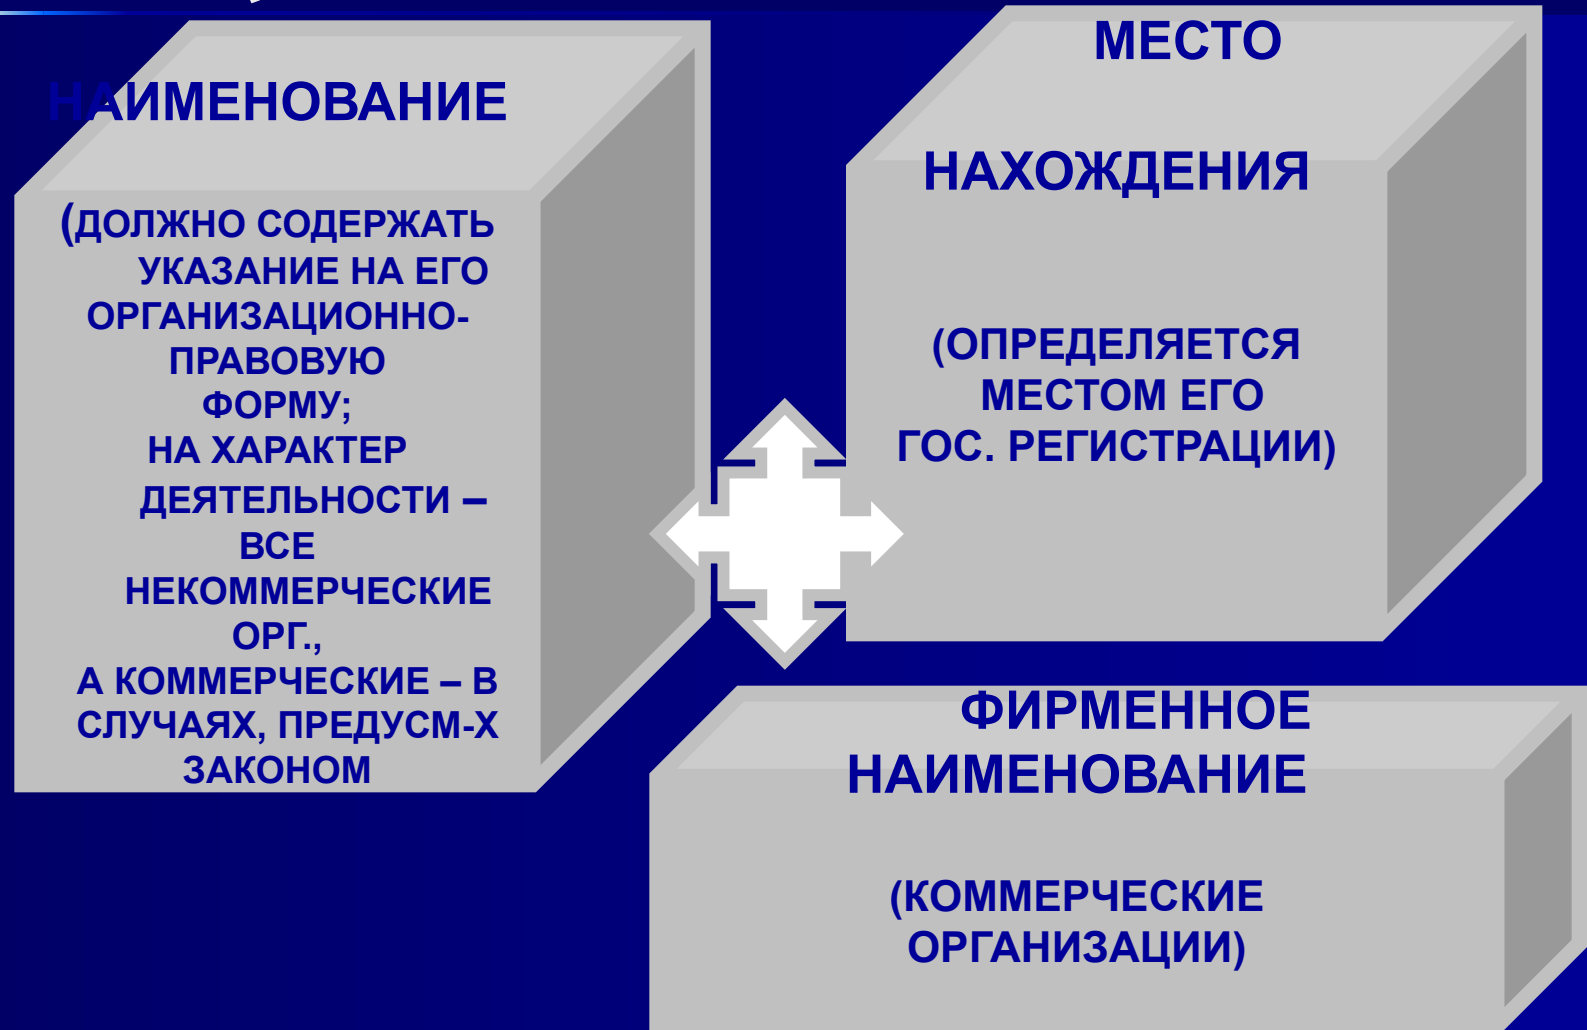 НАИМЕНОВАНИЕ
(ДОЛЖНО СОДЕРЖАТЬ
УКАЗАНИЕ НА ЕГО
ОРГАНИЗАЦИОННО-
ПРАВОВУЮ
ФОРМУ;
НА ХАРАКТЕР
ДЕЯТЕЛЬНОСТИ –
ВСЕ
НЕКОММЕРЧЕСКИЕ
ОРГ.,
А КОММЕРЧЕСКИЕ – В
СЛУЧАЯХ, ПРЕДУСМ-Х
ЗАКОНОМ
МЕСТО
НАХОЖДЕНИЯ
(ОПРЕДЕЛЯЕТСЯ
МЕСТОМ ЕГО
ГОС. РЕГИСТРАЦИИ)
ФИРМЕННОЕ
НАИМЕНОВАНИЕ
(КОММЕРЧЕСКИЕ
ОРГАНИЗАЦИИ)